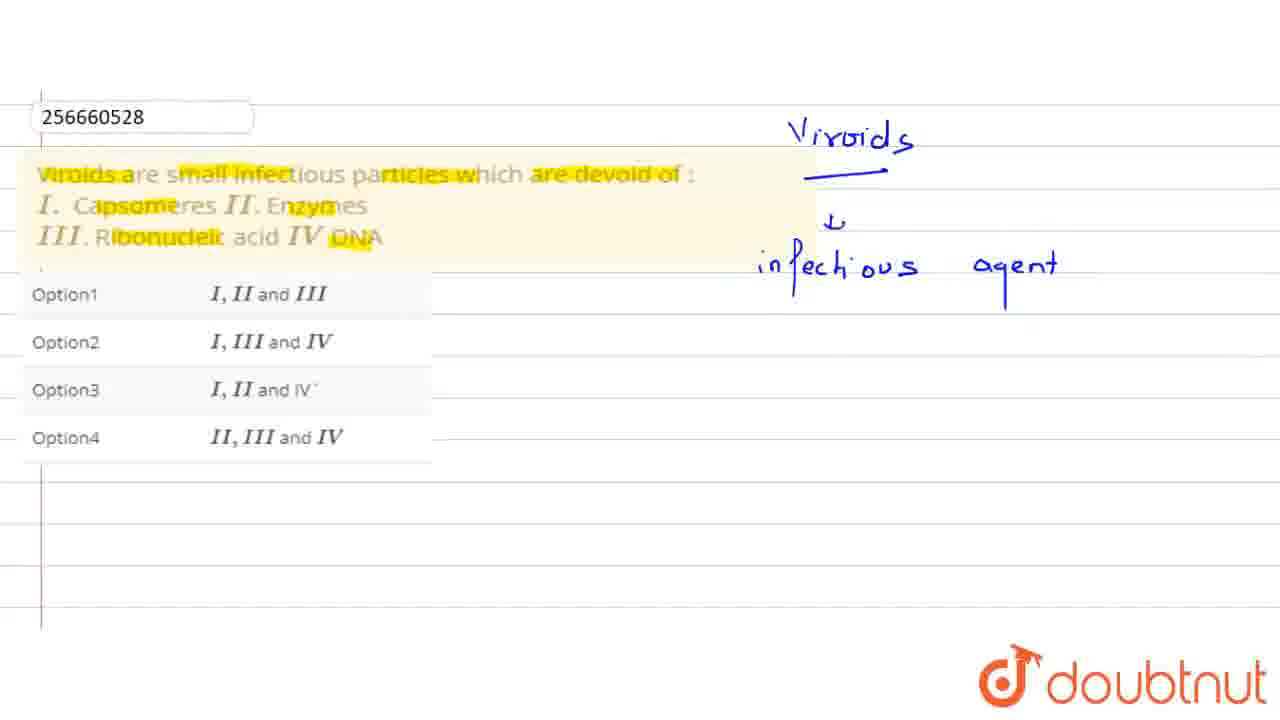 256660528
Viroids are small infectious particles which are devoid of :
I. Capsomeres II. Enzymes
III. Ribonucleic acid IV DNA
Option1 I, II and III
Option2 I, III and IV
Option3 I, II and IV`
Option4 II, III and IV
Viroids
↓
infectious agent
doubtnut